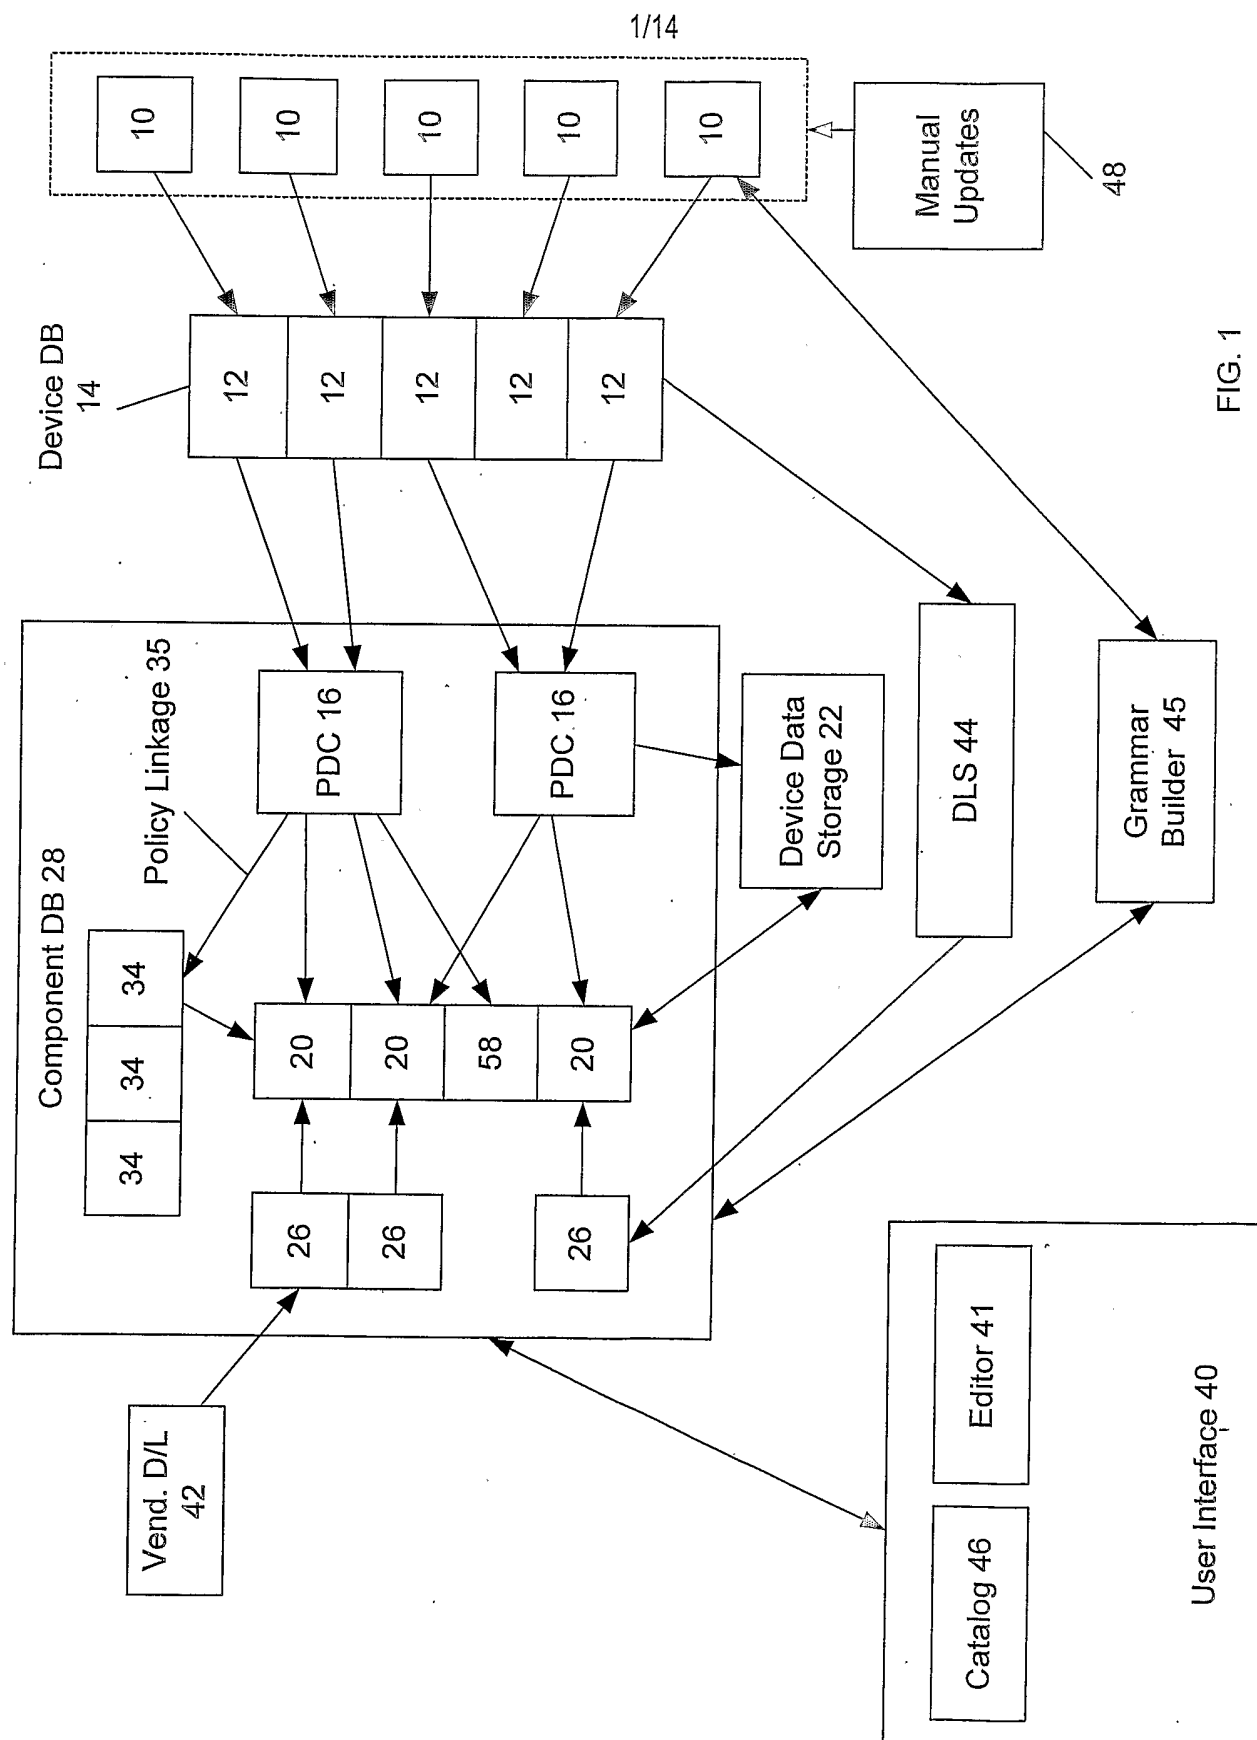 1/14
Component DB 28
Device DB
14
Policy Linkage 35
34
34
34
10
10
10
10
10
12
12
12
12
12
PDC 16
PDC 16
20
20
58
20
26
26
26
Vend. D/L
42
Device Data
Storage 22
DLS 44
Grammar
Builder 45
Manual
Updates
48
Catalog 46
Editor 41
User Interface 40
FIG. 1